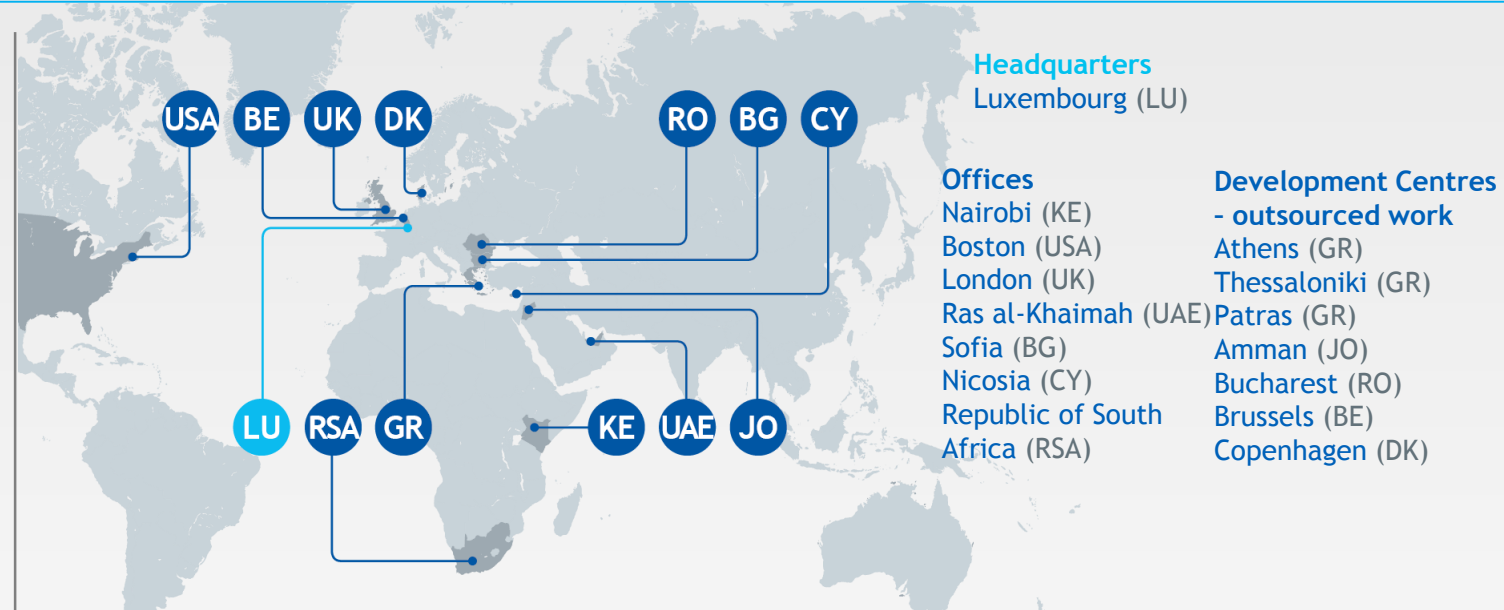 USA BE UK DK RO BG CY
LU RSA GR KE UAE JO
Headquarters
Luxembourg (LU)
Offices
Nairobi (KE)
Boston (USA)
London (UK)
Ras al-Khaimah (UAE)
Sofia (BG)
Nicosia (CY)
Republic of South
Africa (RSA)
Development Centres
– outsourced work
Athens (GR)
Thessaloniki (GR)
Patras (GR)
Amman (JO)
Bucharest (RO)
Brussels (BE)
Copenhagen (DK)